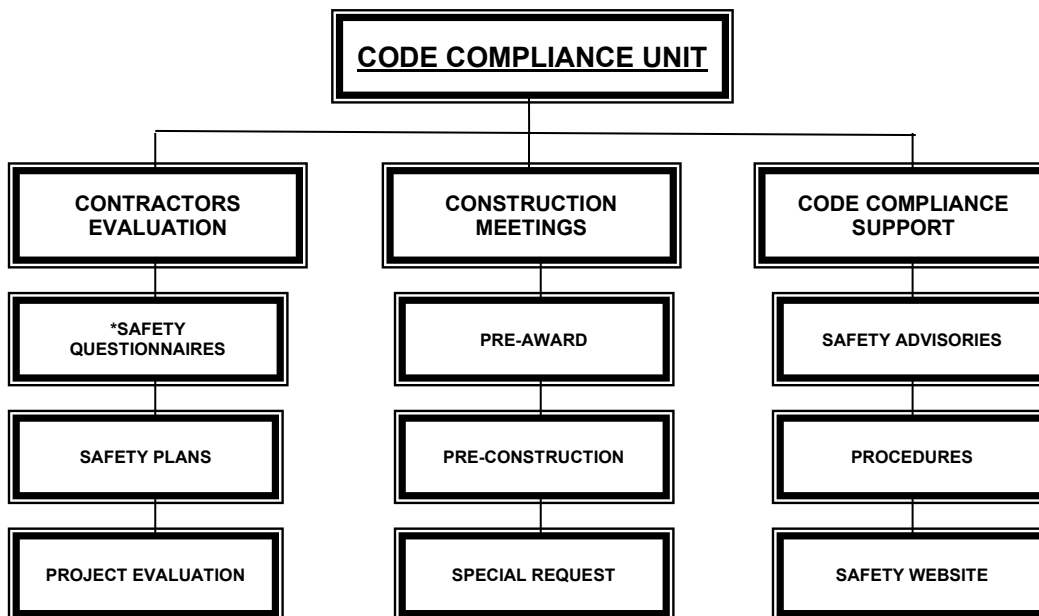 CODE COMPLIANCE UNIT
CONTRACTORS
EVALUATION
CONSTRUCTION
MEETINGS
CODE COMPLIANCE
SUPPORT
*SAFETY
QUESTIONNAIRES
PRE-AWARD
SAFETY ADVISORIES
SAFETY PLANS
PRE-CONSTRUCTION
PROCEDURES
PROJECT EVALUATION
SPECIAL REQUEST
SAFETY WEBSITE